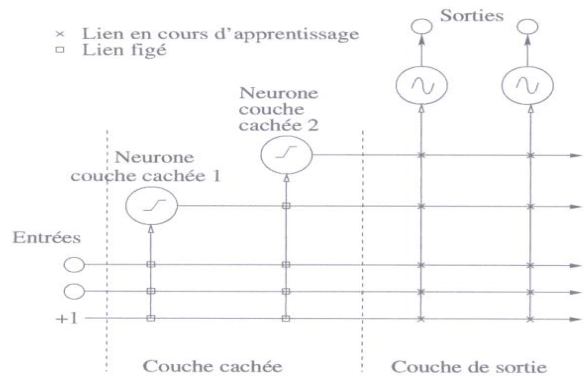 Sorties
× Lien en cours d'apprentissage
□ Lien figé
Neurone
couche
cachée 2
Neurone
couche cachée 1
Entrées
+1
Couche cachée
Couche de sortie